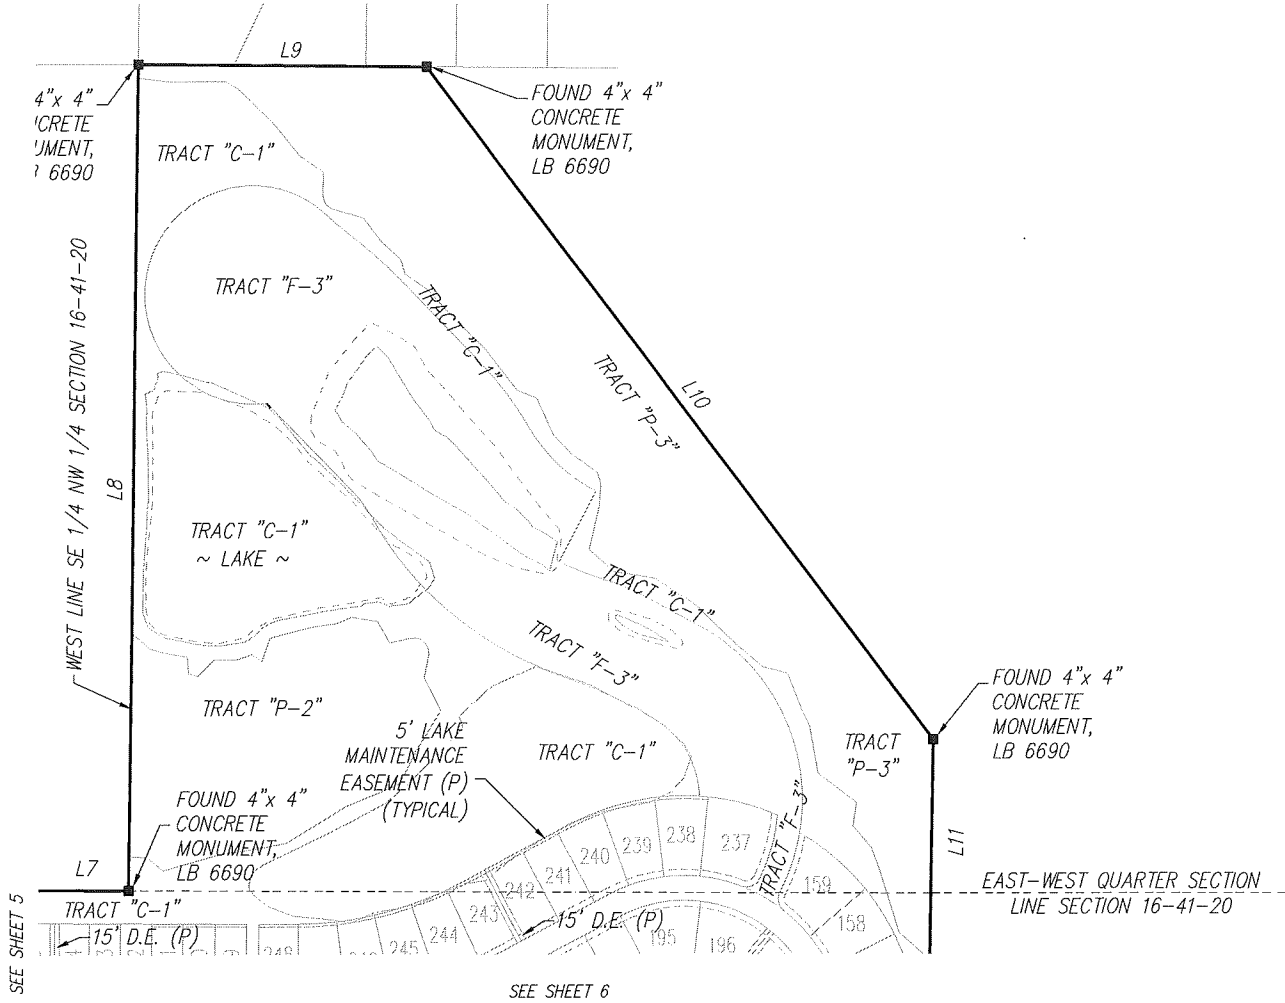 L9
4"x 4"
CRETE
UMENT,
6690
FOUND 4"x 4"
CONCRETE
MONUMENT,
LB 6690
TRACT "C-1"
TRACT "F-3"
TRACT "C-1"
WEST LINE SE 1/4 NW 1/4 SECTION 16-41-20
L8
TRACT "P-3"
L10
TRACT "C-1"
~ LAKE ~
TRACT "C-1"
TRACT "F-3"
TRACT "P-2"
5' LAKE
MAINTENANCE
EASEMENT (P)
(TYPICAL)
TRACT "C-1"
TRACT
"P-3"
FOUND 4"x 4"
CONCRETE
MONUMENT,
LB 6690
FOUND 4"x 4"
CONCRETE
MONUMENT,
LB 6690
TRACT "F-3"
L11
L7
237
238
239
240
241
242
243
244
245
248
159
158
195
196
TRACT "C-1"
15' D.E. (P)
15' D.E. (P)
EAST-WEST QUARTER SECTION
LINE SECTION 16-41-20
SEE SHEET 5
SEE SHEET 6